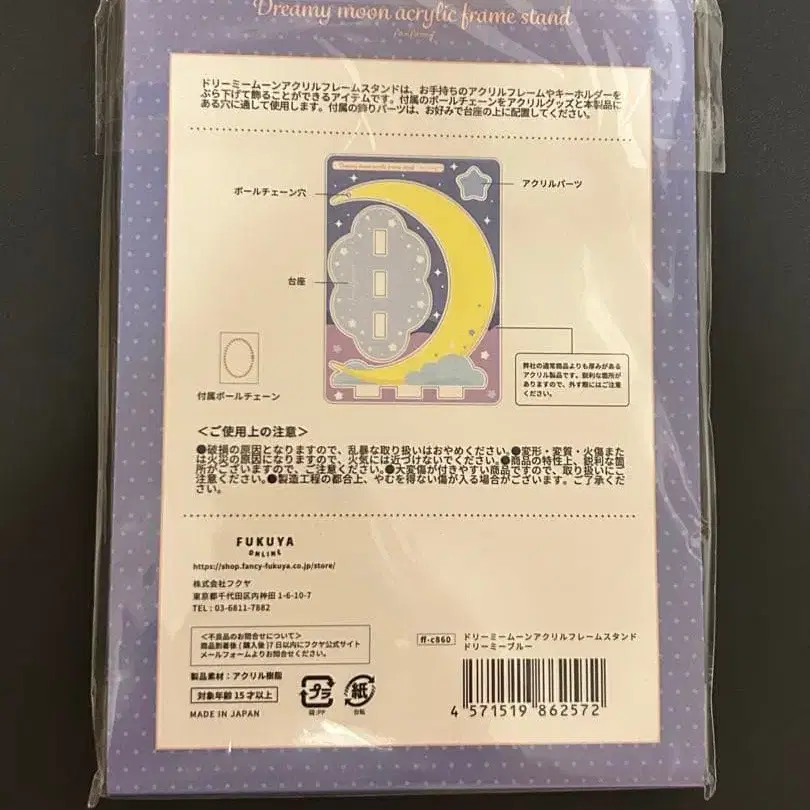 Dreamy moon acrylic frame stand
fanfancy+
ドリーミームーンアクリルフレームスタンドは、お手持ちのアクリルフレームやキーホルダーを
ぶら下げて飾ることができるアイテムです。付属のボールチェーンをアクリルグッズと本製品に
ある穴に通して使用します。付属の飾りパーツは、お好みで台座の上に配置してください。
ボールチェーン穴
アクリルパーツ
台座
付属ボールチェーン
弊社の通常商品よりも厚みがある
アクリル製品です。鋭利な箇所が
ありますので、外す際にはご注意
ください。
＜ご使用上の注意＞
●破損の原因となりますので、乱暴な取り扱いはおやめください。●変形・変質・火傷また
は火災の原因になりますので、火気には近づけないでください。●商品の特性上、鋭利な箇
所がございますので、ご注意ください。●大変傷が付きやすい商品ですので、取り扱いにご
注意ください。●製造工程の都合上、やむを得ない傷が入る場合がございます。ご了承くだ
さい。
FUKUYA
ONLINE
https://shop.fancy-fukuya.co.jp/store/
株式会社フクヤ
東京都千代田区内神田 1-6-10-7
TEL : 03-6811-7882
＜不良品のお問合せについて＞
商品到着後(購入後)7日以内にフクヤ公式サイト
メールフォームよりお問合せください。
製品素材：アクリル樹脂
対象年齢 15 才以上
MADE IN JAPAN
プラ
袋:PP
紙
台紙
ff-c860
ドリーミームーンアクリルフレームスタンド
ドリーミーブルー
4 571519 862572